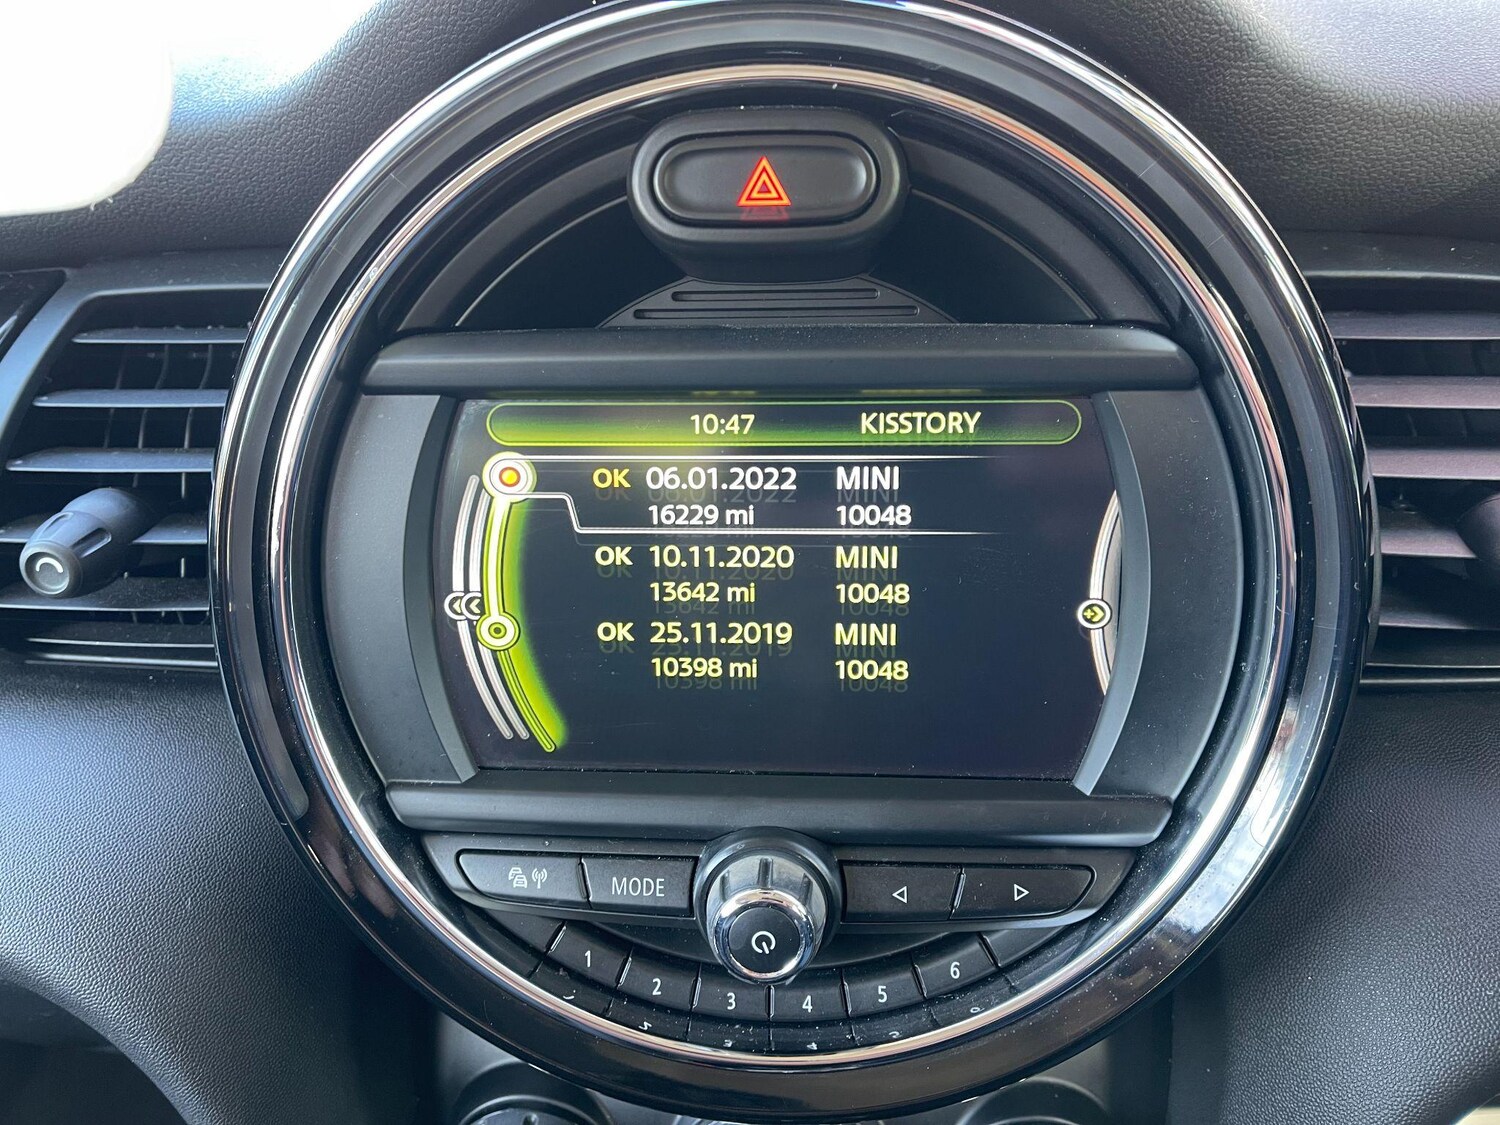 10:47 KISSTORY
OK 06.01.2022 MINI
16229 mi 10048
OK 10.11.2020 MINI
13642 mi 10048
OK 25.11.2019 MINI
10398 mi 10048
MODE
1 2 3 4 5 6